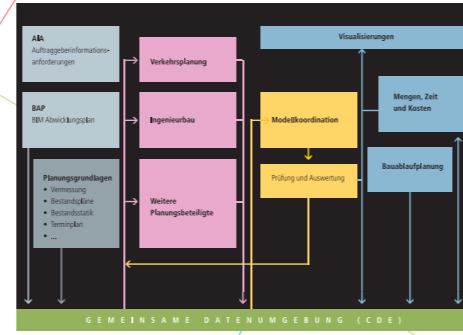 AIA
Auftraggeberinformations-
anforderungen
BAP
BIM Abwicklungsplan
Planungsgrundlagen
• Vermessung
• Bestandspläne
• Bestandsstatik
• Terminplan
• ...
Verkehrsplanung
Ingenieurbau
Weitere
Planungsbeteiligte
Visualisierungen
Modellkoordination
Prüfung und Auswertung
Mengen, Zeit
und Kosten
Bauablaufplanung
GEMEINSAME DATENUMGEBUNG (CDE)